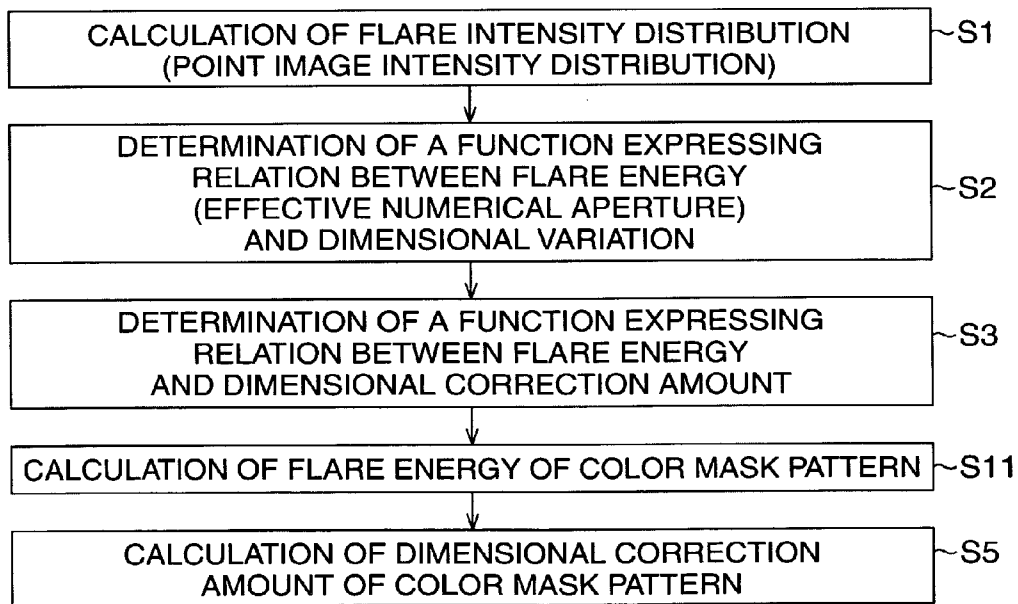 CALCULATION OF FLARE INTENSITY DISTRIBUTION
(POINT IMAGE INTENSITY DISTRIBUTION)
~S1
DETERMINATION OF A FUNCTION EXPRESSING
RELATION BETWEEN FLARE ENERGY
(EFFECTIVE NUMERICAL APERTURE)
AND DIMENSIONAL VARIATION
~S2
DETERMINATION OF A FUNCTION EXPRESSING
RELATION BETWEEN FLARE ENERGY
AND DIMENSIONAL CORRECTION AMOUNT
~S3
CALCULATION OF FLARE ENERGY OF COLOR MASK PATTERN
~S11
CALCULATION OF DIMENSIONAL CORRECTION
AMOUNT OF COLOR MASK PATTERN
~S5